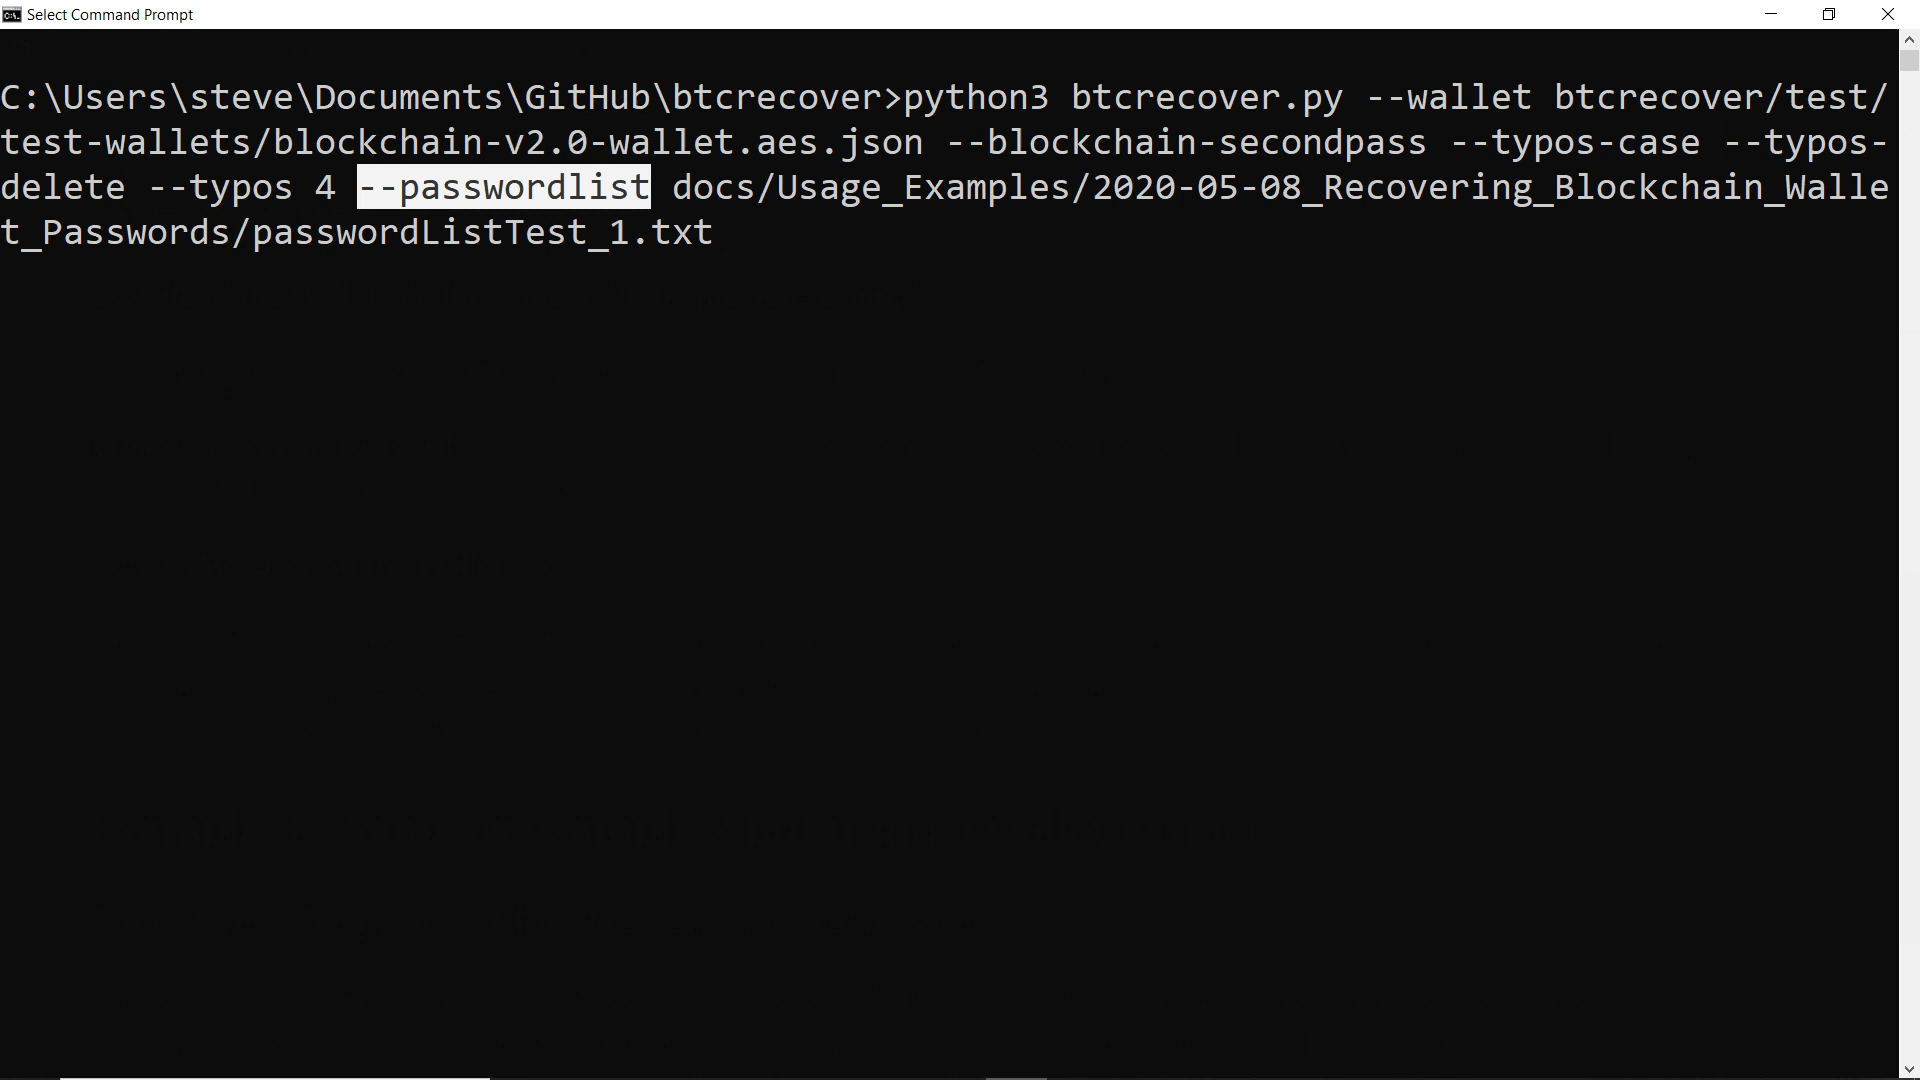 Select Command Prompt
C:\Users\steve\Documents\GitHub\btcrecover>python3 btcrecover.py --wallet btcrecover/test/
test-wallets/blockchain-v2.0-wallet.aes.json --blockchain-secondpass --typos-case --typos-
delete --typos 4 --passwordlist docs/Usage_Examples/2020-05-08_Recovering_Blockchain_Walle
t_Passwords/passwordListTest_1.txt